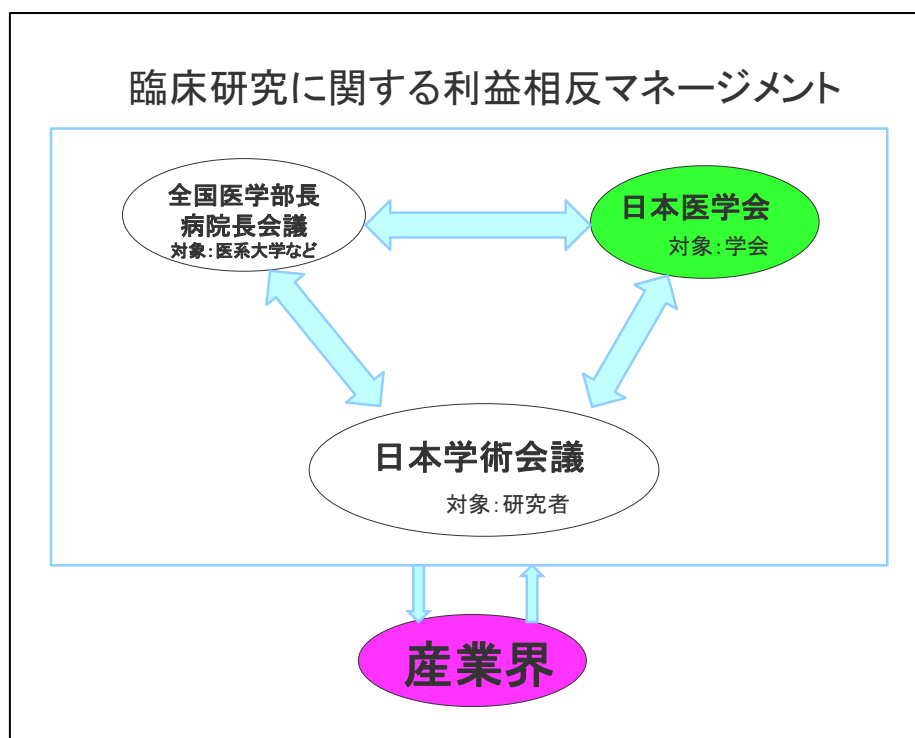 臨床研究に関する利益相反マネージメント
全国医学部長
病院長会議
対象：医系大学など
日本医学会
対象：学会
日本学術会議
対象：研究者
産業界